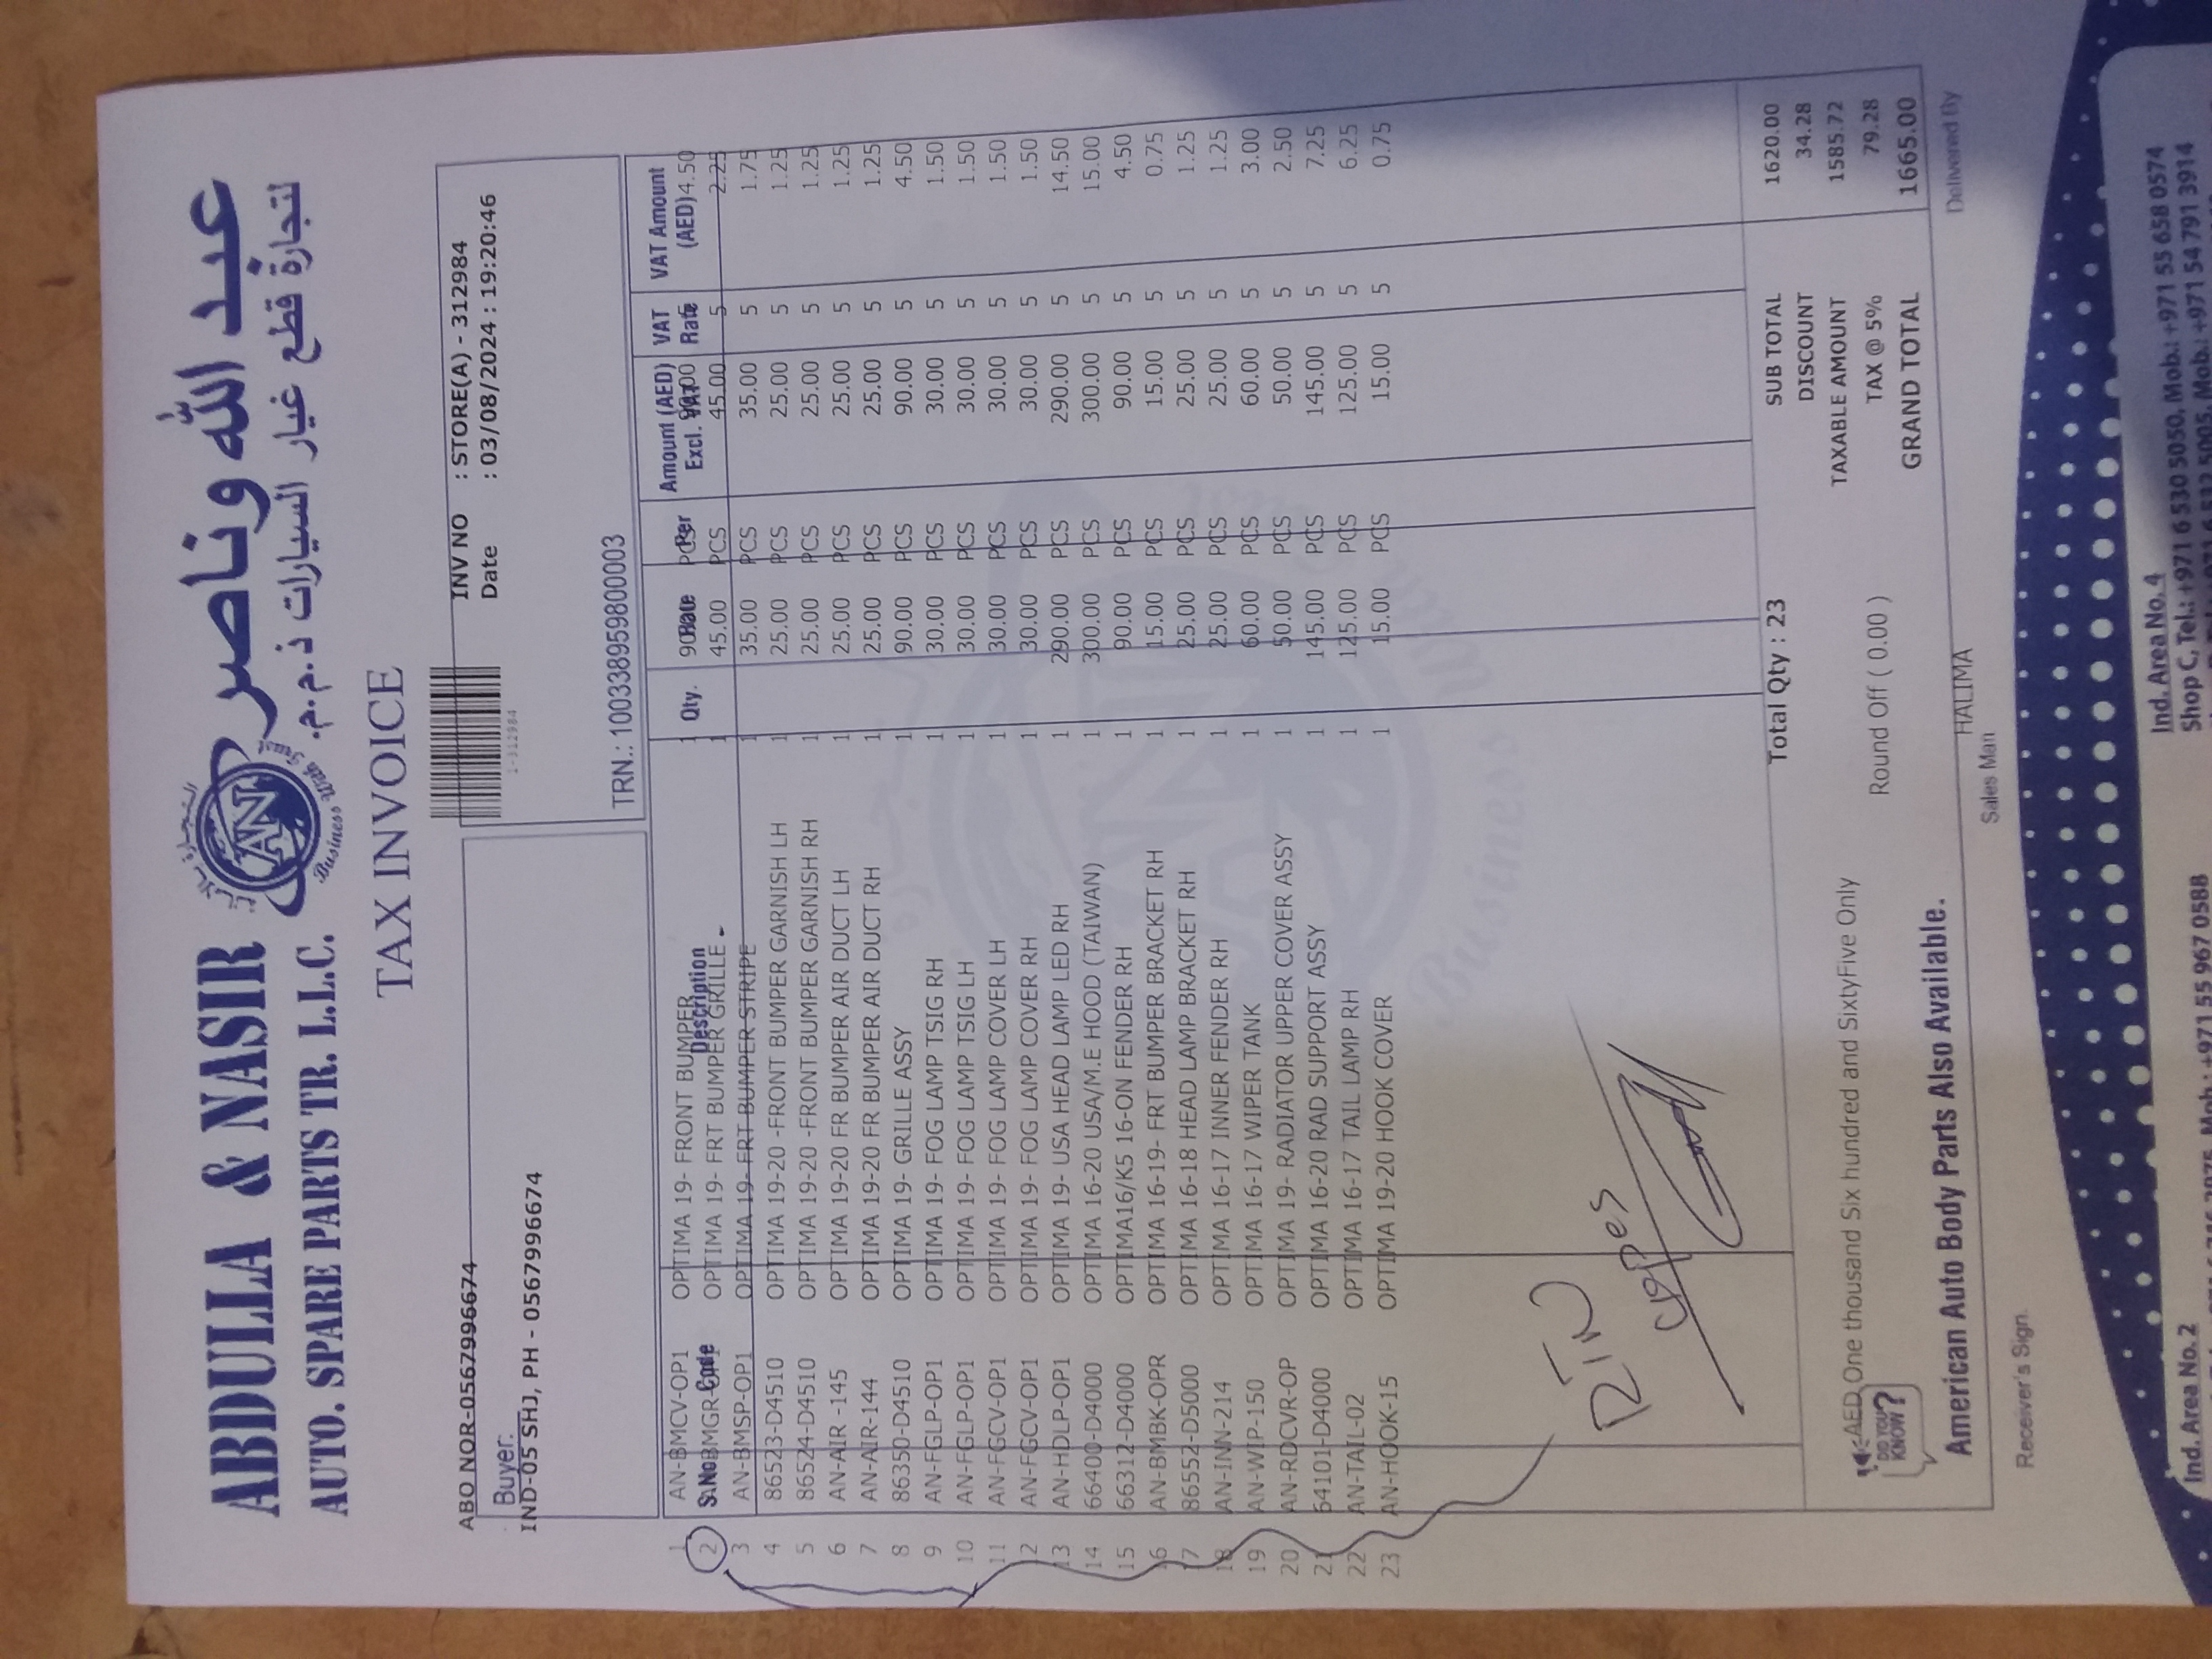 ABDULLA & NASIR
AUTO. SPARE PARTS TR. L.L.C.
عبد الله وناصر
لتجارة قطع غيار السيارات ذ.م.م.
AN
Business With
TAX INVOICE
1-312984
ABO NOR-0567996674
Buyer:
IND-05 SHJ, PH - 0567996674
INV NO : STORE(A) - 312984
Date : 03/08/2024 : 19:20:46
TRN.: 100338959800003
S.No Code Description Qty. Rate Per Amount (AED) Excl. VAT VAT Rate VAT Amount (AED)
1 AN-BMCV-OP1 OPTIMA 19- FRONT BUMPER 1 90.00 PCS 90.00 5 4.50
2 BMGR- OPTIMA 19- FRT BUMPER GRILLE 1 45.00 PCS 45.00 5 2.25
3 AN-BMSP-OP1 OPTIMA 19- FRT BUMPER STRIPE 1 35.00 PCS 35.00 5 1.75
4 86523-D4510 OPTIMA 19-20 -FRONT BUMPER GARNISH LH 1 25.00 PCS 25.00 5 1.25
5 86524-D4510 OPTIMA 19-20 -FRONT BUMPER GARNISH RH 1 25.00 PCS 25.00 5 1.25
6 AN-AIR -145 OPTIMA 19-20 FR BUMPER AIR DUCT LH 1 25.00 PCS 25.00 5 1.25
7 AN-AIR-144 OPTIMA 19-20 FR BUMPER AIR DUCT RH 1 25.00 PCS 25.00 5 1.25
8 86350-D4510 OPTIMA 19- GRILLE ASSY 1 90.00 PCS 90.00 5 4.50
9 AN-FGLP-OP1 OPTIMA 19- FOG LAMP TSIG RH 1 30.00 PCS 30.00 5 1.50
10 AN-FGLP-OP1 OPTIMA 19- FOG LAMP TSIG LH 1 30.00 PCS 30.00 5 1.50
11 AN-FGCV-OP1 OPTIMA 19- FOG LAMP COVER LH 1 30.00 PCS 30.00 5 1.50
12 AN-FGCV-OP1 OPTIMA 19- FOG LAMP COVER RH 1 30.00 PCS 30.00 5 1.50
13 AN-HDLP-OP1 OPTIMA 19- USA HEAD LAMP LED RH 1 290.00 PCS 290.00 5 14.50
14 66400-D4000 OPTIMA 16-20 USA/M.E HOOD (TAIWAN) 1 300.00 PCS 300.00 5 15.00
15 66312-D4000 OPTIMA16/K5 16-ON FENDER RH 1 90.00 PCS 90.00 5 4.50
16 AN-BMBK-OPR OPTIMA 16-19- FRT BUMPER BRACKET RH 1 15.00 PCS 15.00 5 0.75
17 86552-D5000 OPTIMA 16-18 HEAD LAMP BRACKET RH 1 25.00 PCS 25.00 5 1.25
18 AN-INN-214 OPTIMA 16-17 INNER FENDER RH 1 25.00 PCS 25.00 5 1.25
19 AN-WIP-150 OPTIMA 16-17 WIPER TANK 1 60.00 PCS 60.00 5 3.00
20 AN-RDCVR-OP OPTIMA 19- RADIATOR UPPER COVER ASSY 1 50.00 PCS 50.00 5 2.50
21 64101-D4000 OPTIMA 16-20 RAD SUPPORT ASSY 1 145.00 PCS 145.00 5 7.25
22 AN-TAIL-02 OPTIMA 16-17 TAIL LAMP RH 1 125.00 PCS 125.00 5 6.25
23 AN-HOOK-15 OPTIMA 19-20 HOOK COVER 1 15.00 PCS 15.00 5 0.75
Total Qty : 23
SUB TOTAL 1620.00
DISCOUNT 34.28
TAXABLE AMOUNT 1585.72
TAX @ 5% 79.28
GRAND TOTAL 1665.00
AED One thousand Six hundred and SixtyFive Only
Round Off ( 0.00 )
DID YOU KNOW?
American Auto Body Parts Also Available.
HALIMA
Receiver's Sign.
Sales Man
Delivered By
Ind. Area No. 2
Ind. Area No. 4
Shop C, Tel.: +971 6 530 5050, Mob.: +971 55 658 0574
Mob.: +971 55 967 0588
Mob.: +971 54 791 3914